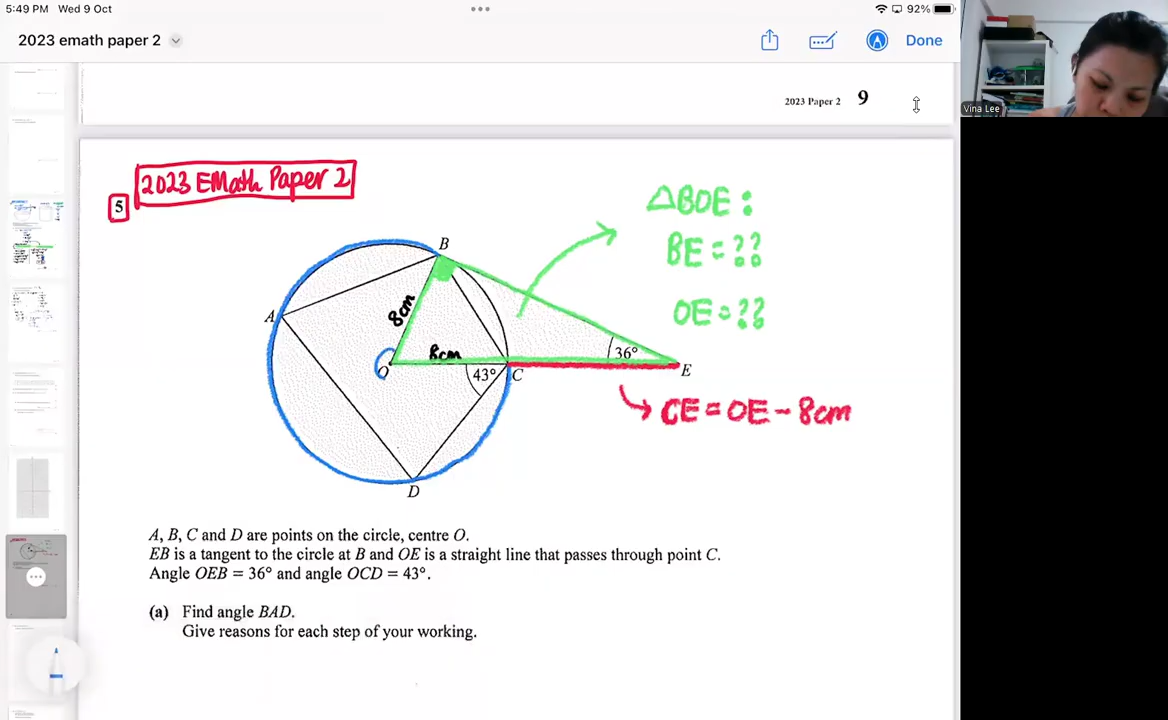 5:49 PM Wed 9 Oct
92%
2023 emath paper 2
Done
2023 Paper 2 9
Vina Lee
2023 EMath Paper 2
5
△BOE :
BE = ??
OE = ??
B
A
8cm
8cm
O
43°
C
36°
E
CE = OE - 8cm
D
A, B, C and D are points on the circle, centre O.
EB is a tangent to the circle at B and OE is a straight line that passes through point C.
Angle OEB = 36° and angle OCD = 43°.
(a) Find angle BAD.
Give reasons for each step of your working.